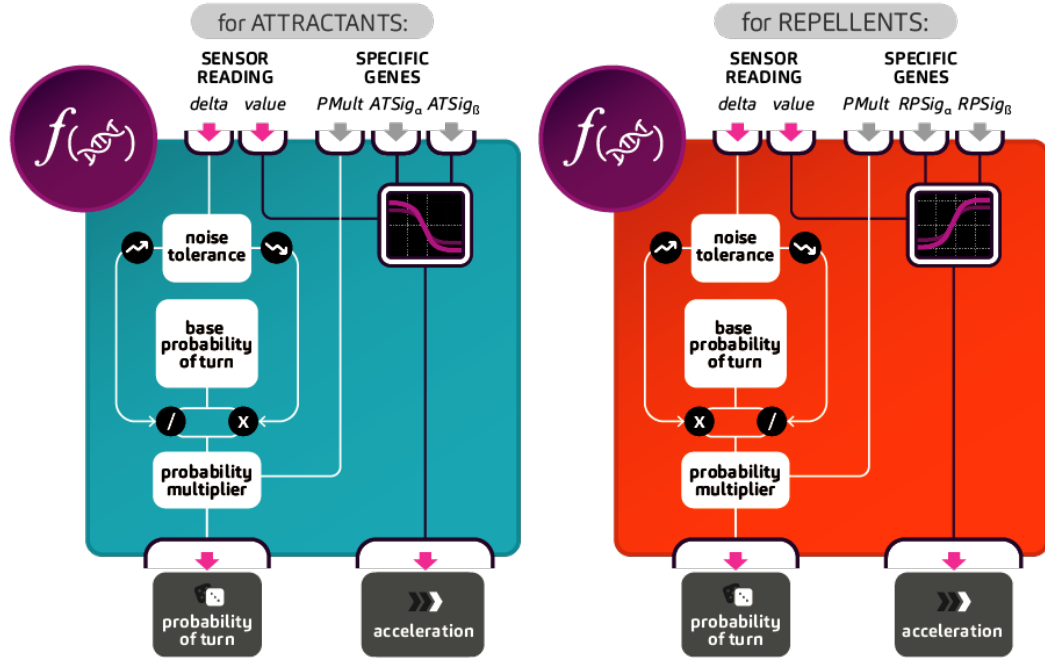 for ATTRACTANTS:
SENSOR
READING
SPECIFIC
GENES
delta value PMult ATSigα ATSigß
f( )
noise
tolerance
base
probability
of turn
/ x
probability
multiplier
probability
of turn
acceleration
for REPELLENTS:
SENSOR
READING
SPECIFIC
GENES
delta value PMult RPSigα RPSigß
f( )
noise
tolerance
base
probability
of turn
x /
probability
multiplier
probability
of turn
acceleration